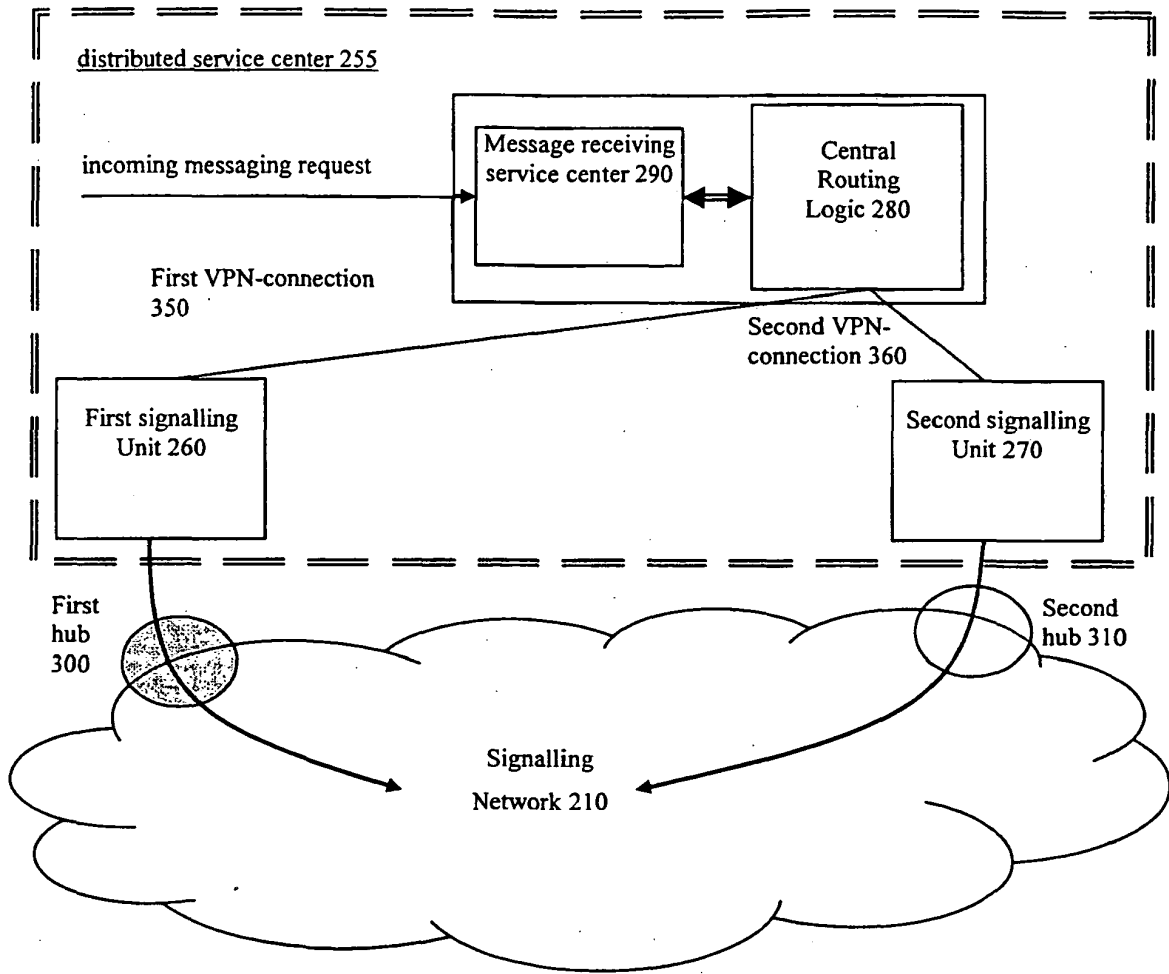 distributed service center 255
incoming messaging request
Message receiving
service center 290
Central
Routing
Logic 280
First VPN-connection
350
Second VPN-
connection 360
First signalling
Unit 260
Second signalling
Unit 270
First
hub
300
Second
hub 310
Signalling
Network 210